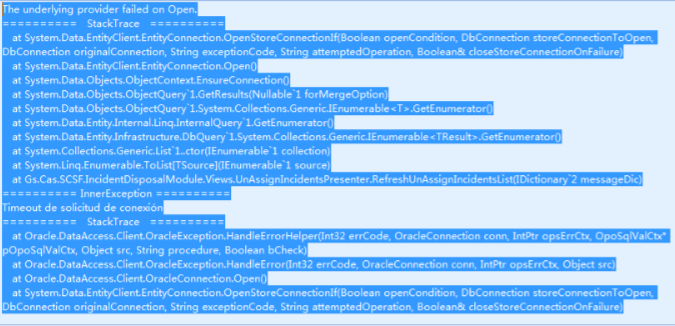 The underlying provider failed on Open.
========== StackTrace ==========
at System.Data.EntityClient.EntityConnection.OpenStoreConnectionIf(Boolean openCondition, DbConnection storeConnectionToOpen,
DbConnection originalConnection, String exceptionCode, String attemptedOperation, Boolean& closeStoreConnectionOnFailure)
at System.Data.EntityClient.EntityConnection.Open()
at System.Data.Objects.ObjectContext.EnsureConnection()
at System.Data.Objects.ObjectQuery`1.GetResults(Nullable`1 forMergeOption)
at System.Data.Objects.ObjectQuery`1.System.Collections.Generic.IEnumerable<T>.GetEnumerator()
at System.Data.Entity.Internal.Linq.InternalQuery`1.GetEnumerator()
at System.Data.Entity.Infrastructure.DbQuery`1.System.Collections.Generic.IEnumerable<TResult>.GetEnumerator()
at System.Collections.Generic.List`1..ctor(IEnumerable`1 collection)
at System.Linq.Enumerable.ToList[TSource](IEnumerable`1 source)
at Gs.Cas.SCSF.IncidentDisposalModule.Views.UnAssignIncidentsPresenter.RefreshUnAssignIncidentsList(IDictionary`2 messageDic)
========== InnerException ==========
Timeout de solicitud de conexión
========== StackTrace ==========
at Oracle.DataAccess.Client.OracleException.HandleErrorHelper(Int32 errCode, OracleConnection conn, IntPtr opsErrCtx, OpoSqlValCtx*
pOpoSqlValCtx, Object src, String procedure, Boolean bCheck)
at Oracle.DataAccess.Client.OracleException.HandleError(Int32 errCode, OracleConnection conn, IntPtr opsErrCtx, Object src)
at Oracle.DataAccess.Client.OracleConnection.Open()
at System.Data.EntityClient.EntityConnection.OpenStoreConnectionIf(Boolean openCondition, DbConnection storeConnectionToOpen,
DbConnection originalConnection, String exceptionCode, String attemptedOperation, Boolean& closeStoreConnectionOnFailure)